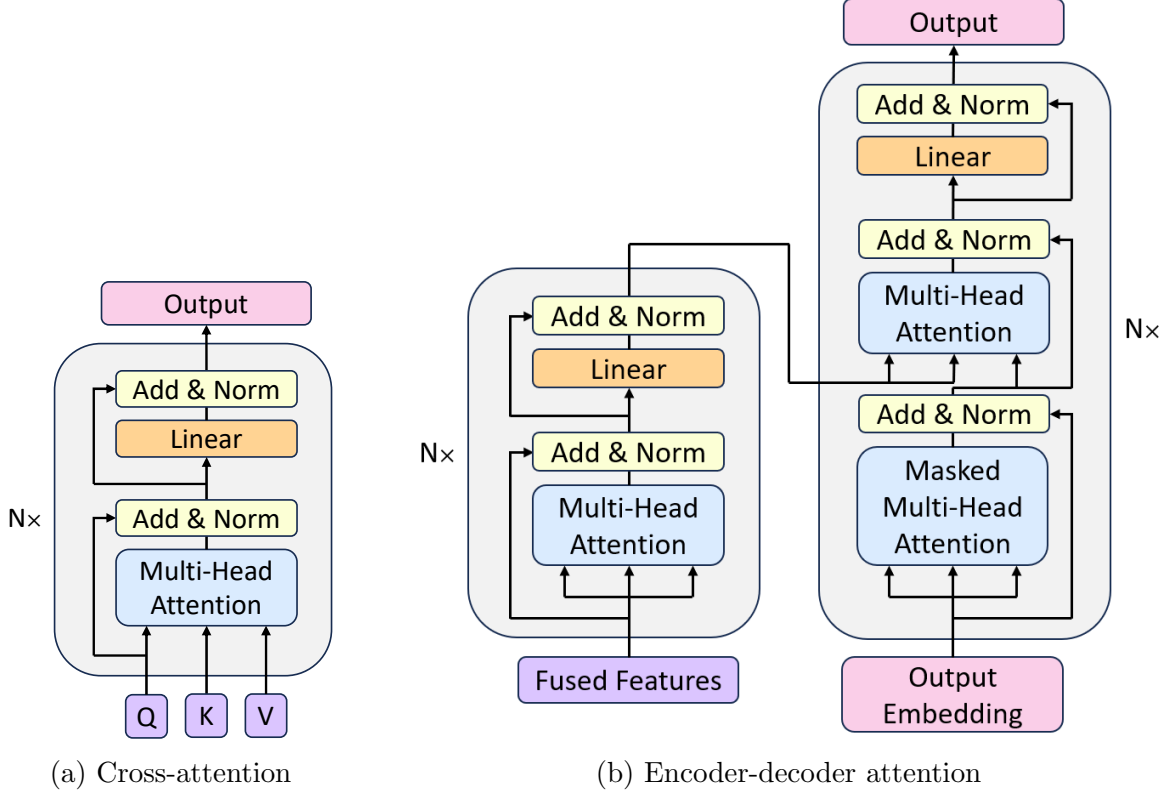 Output
Add & Norm
Linear
Add & Norm
Multi-Head
Attention
N×
Q K V
(a) Cross-attention
Add & Norm
Linear
Add & Norm
Multi-Head
Attention
N×
Fused Features
Output
Add & Norm
Linear
Add & Norm
Multi-Head
Attention
N×
Add & Norm
Masked
Multi-Head
Attention
Output
Embedding
(b) Encoder-decoder attention